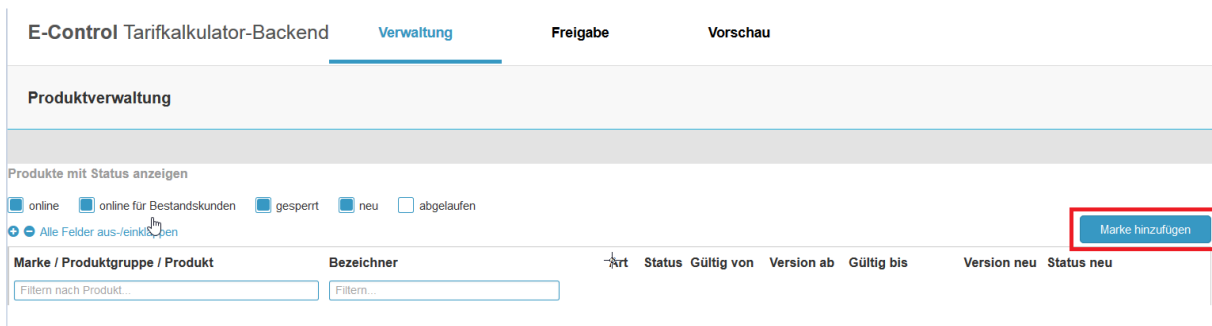 E-Control Tarifkalkulator-Backend Verwaltung Freigabe Vorschau
Produktverwaltung
Produkte mit Status anzeigen
online online für Bestandskunden gesperrt neu abgelaufen
Alle Felder aus-/einklappen
Marke hinzufügen
Marke / Produktgruppe / Produkt Bezeichner Art Status Gültig von Version ab Gültig bis Version neu Status neu
Filtern nach Produkt... Filtern...